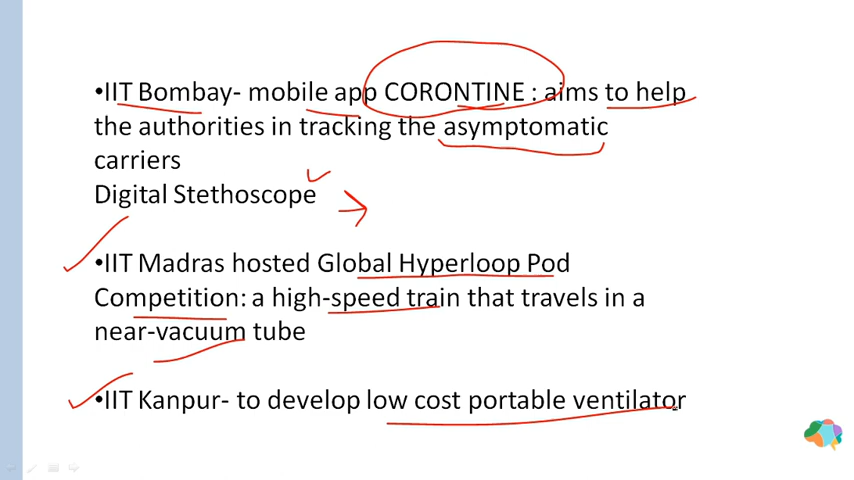 •IIT Bombay- mobile app CORONTINE : aims to help
the authorities in tracking the asymptomatic
carriers
Digital Stethoscope
•IIT Madras hosted Global Hyperloop Pod
Competition: a high-speed train that travels in a
near-vacuum tube
•IIT Kanpur- to develop low cost portable ventilator